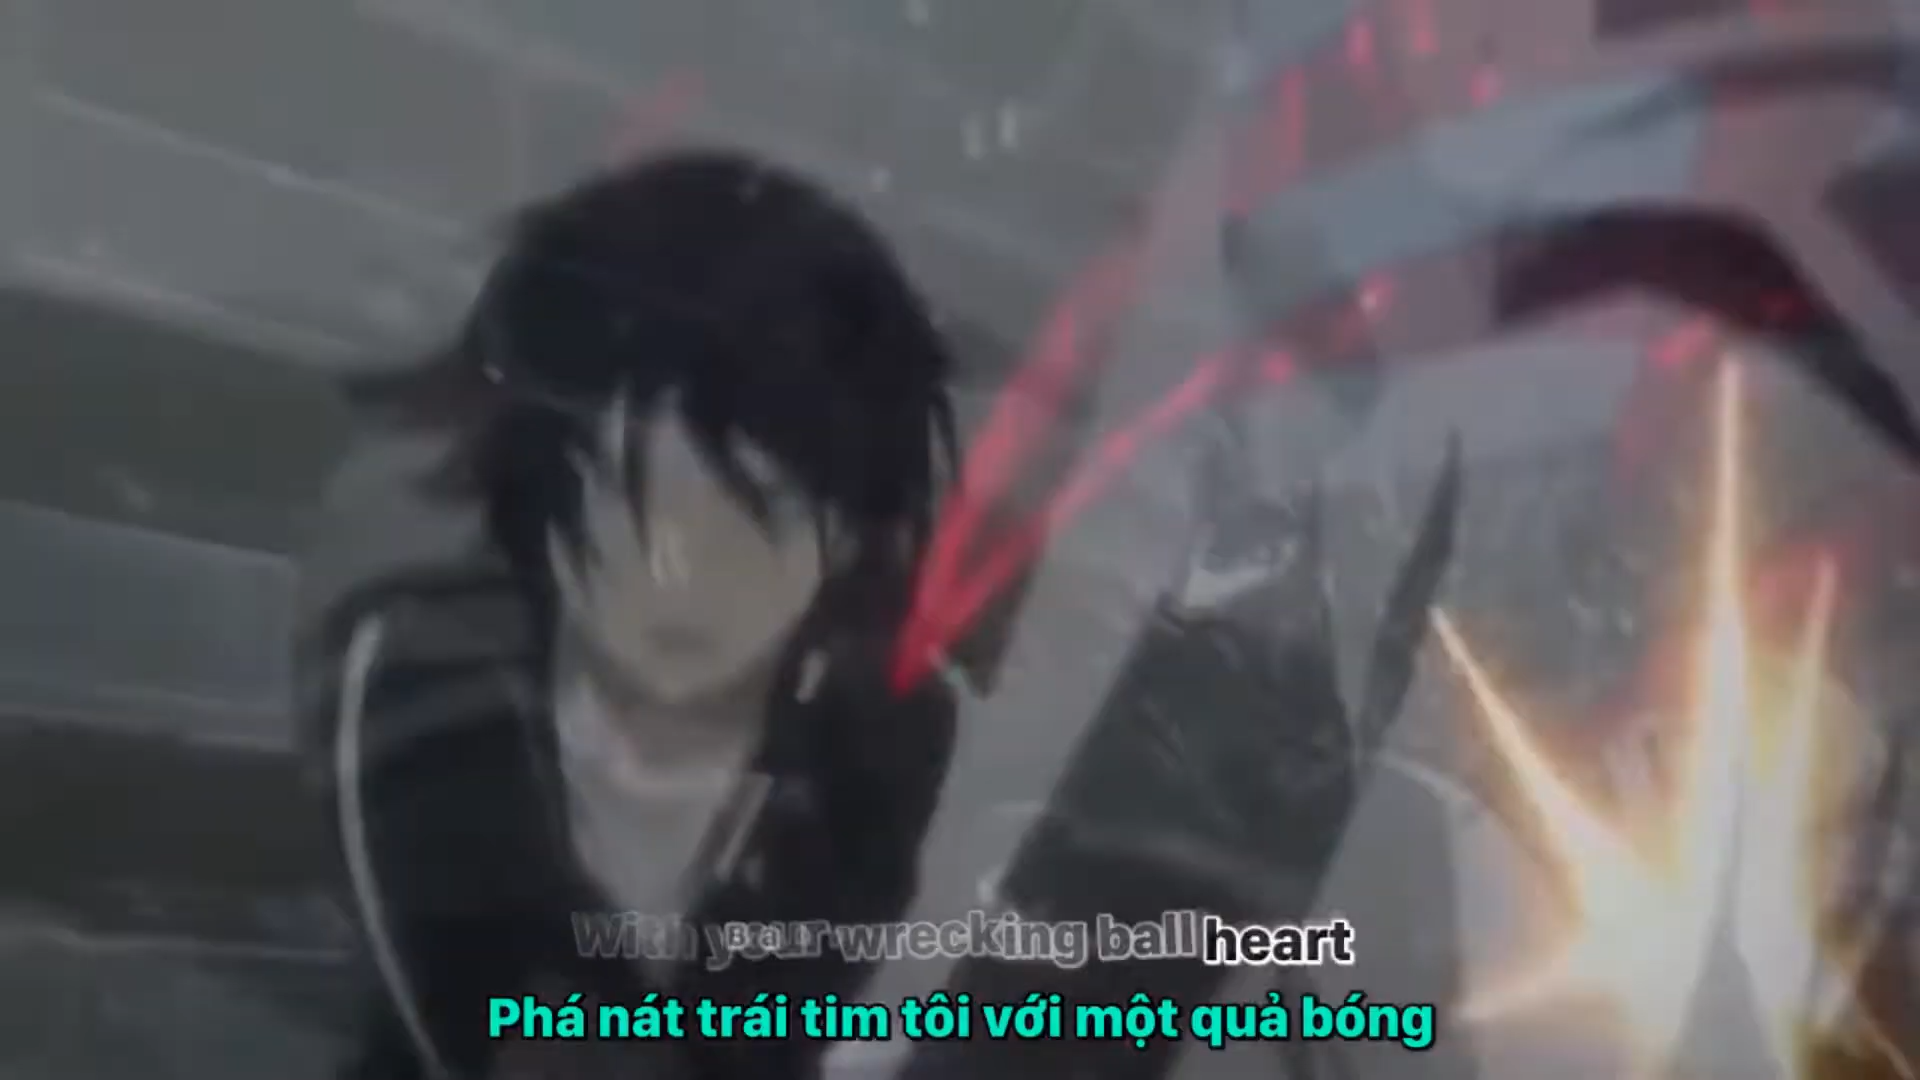 With your wrecking ball heart
Phá nát trái tim tôi với một quả bóng